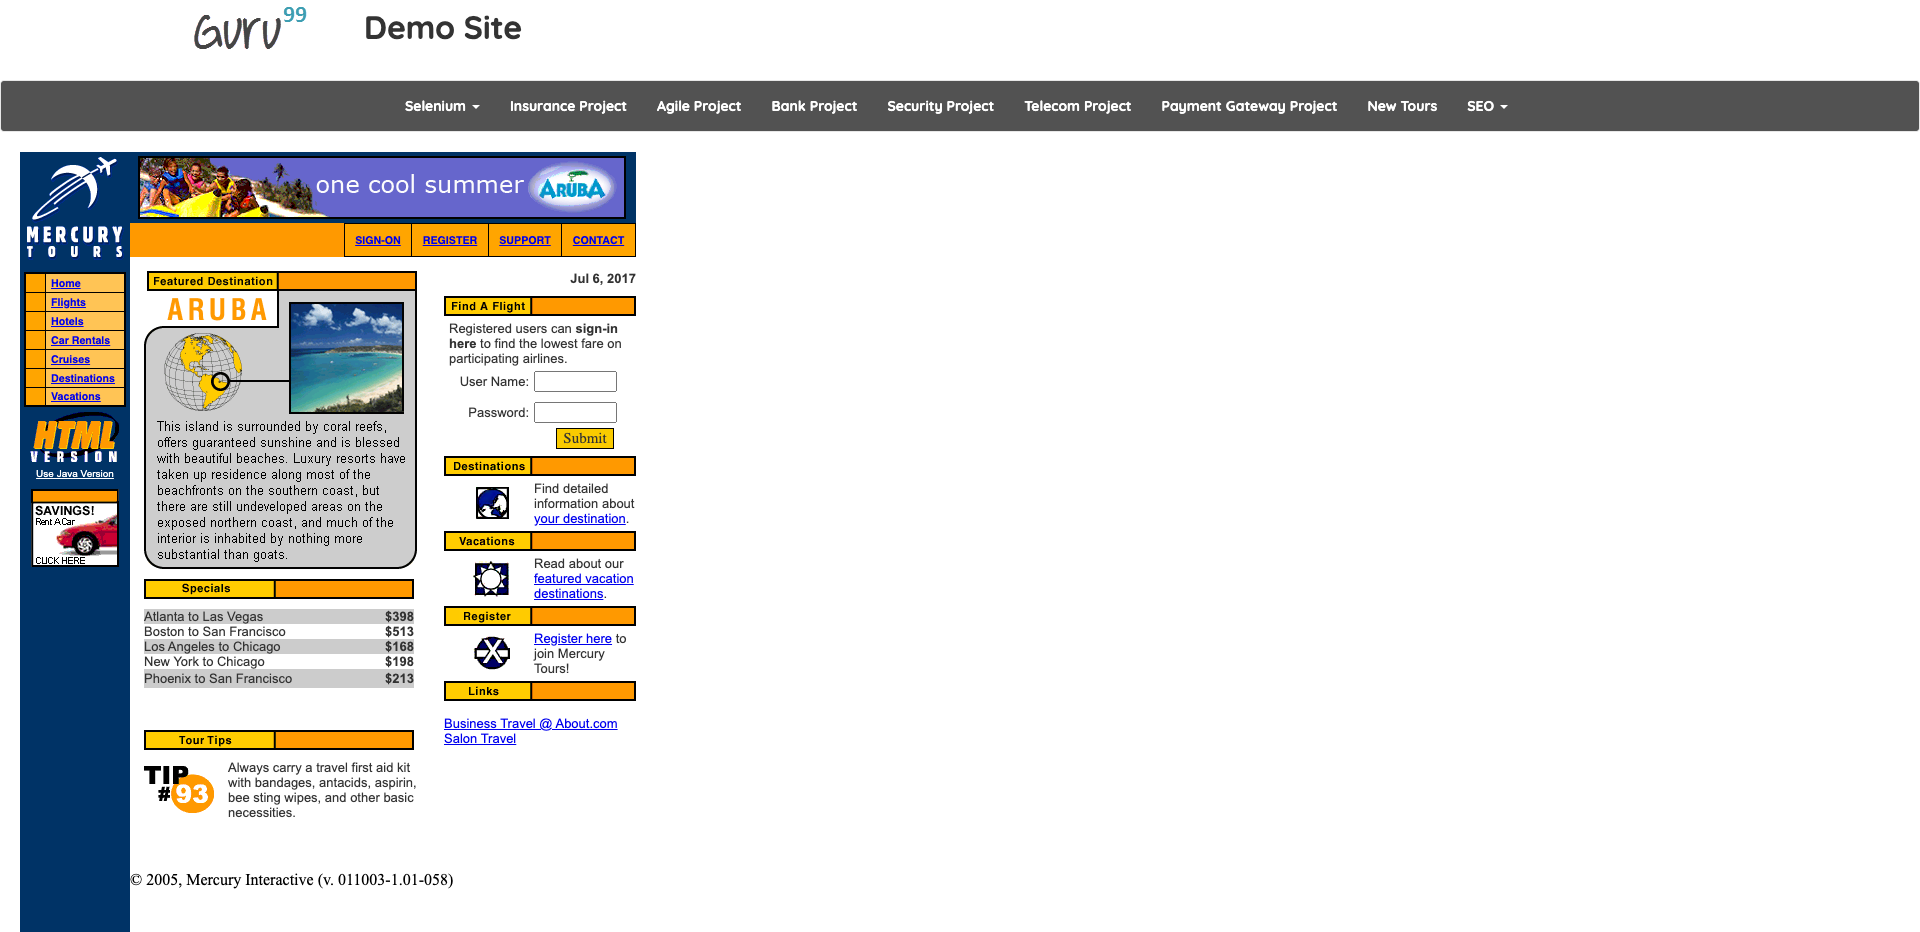 Guru99
Demo Site
Selenium
Insurance Project
Agile Project
Bank Project
Security Project
Telecom Project
Payment Gateway Project
New Tours
SEO
MERCURY
TOURS
one cool summer
ARUBA
SIGN-ON
REGISTER
SUPPORT
CONTACT
Home
Flights
Hotels
Car Rentals
Cruises
Destinations
Vacations
HTML
VERSION
Use Java Version
SAVINGS!
Rent A Car
CLICK HERE
Featured Destination
ARUBA
This island is surrounded by coral reefs,
offers guaranteed sunshine and is blessed
with beautiful beaches. Luxury resorts have
taken up residence along most of the
beachfronts on the southern coast, but
there are still undeveloped areas on the
exposed northern coast, and much of the
interior is inhabited by nothing more
substantial than goats.
Specials
Atlanta to Las Vegas $398
Boston to San Francisco $513
Los Angeles to Chicago $168
New York to Chicago $198
Phoenix to San Francisco $213
Tour Tips
TIP
#93
Always carry a travel first aid kit
with bandages, antacids, aspirin,
bee sting wipes, and other basic
necessities.
Jul 6, 2017
Find A Flight
Registered users can sign-in
here to find the lowest fare on
participating airlines.
User Name:
Password:
Submit
Destinations
Find detailed
information about
your destination.
Vacations
Read about our
featured vacation
destinations.
Register
Register here to
join Mercury
Tours!
Links
Business Travel @ About.com
Salon Travel
© 2005, Mercury Interactive (v. 011003-1.01-058)